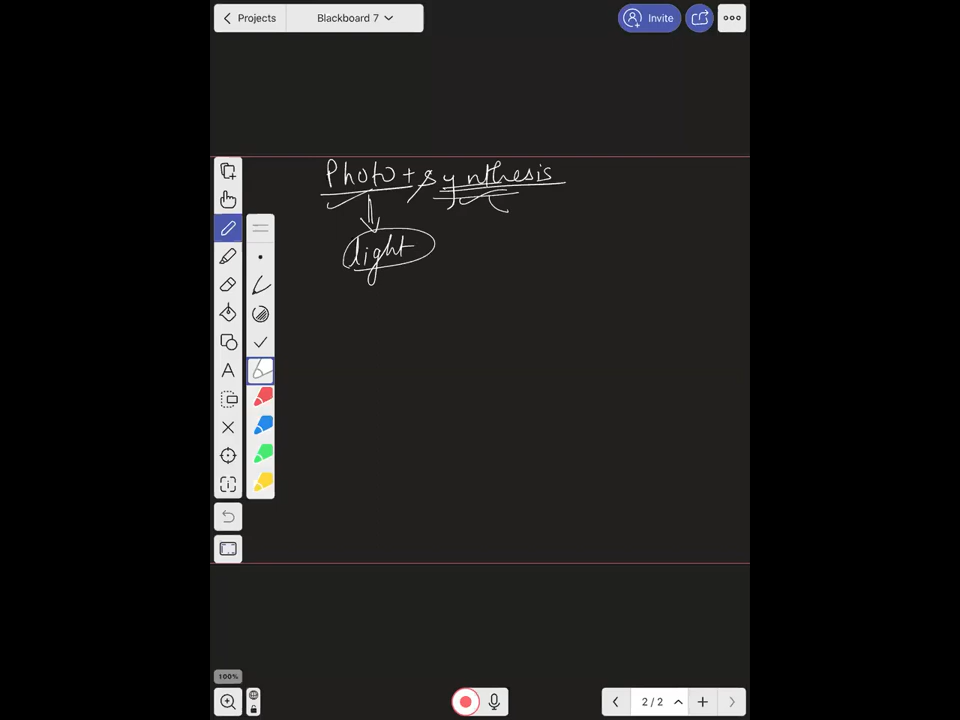 Projects
Blackboard 7
Invite
Photo + synthesis
light
A
100%
2/2